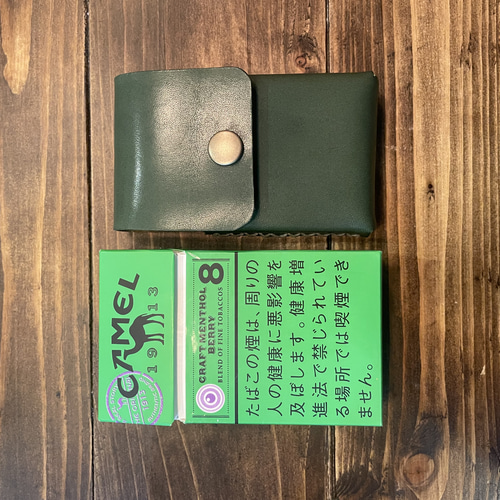 CAMEL
1913
CRAFT MENTHOL
BERRY
8
BLEND OF FINE TOBACCOS
たばこの煙は、周りの
人の健康に悪影響を
及ぼします。健康増
進法で禁じられてい
る場所では喫煙でき
ません。